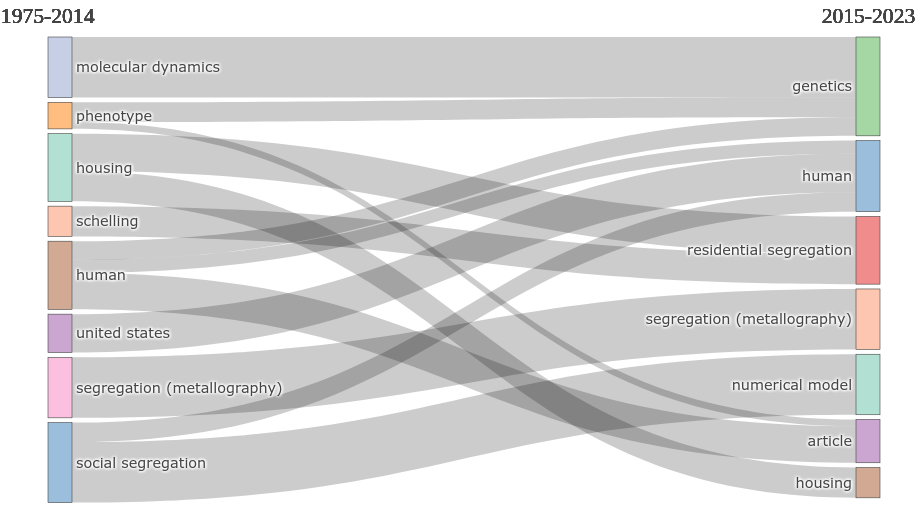 1975-2014
2015-2023
molecular dynamics
phenotype
housing
schelling
human
united states
segregation (metallography)
social segregation
genetics
human
residential segregation
segregation (metallography)
numerical model
article
housing